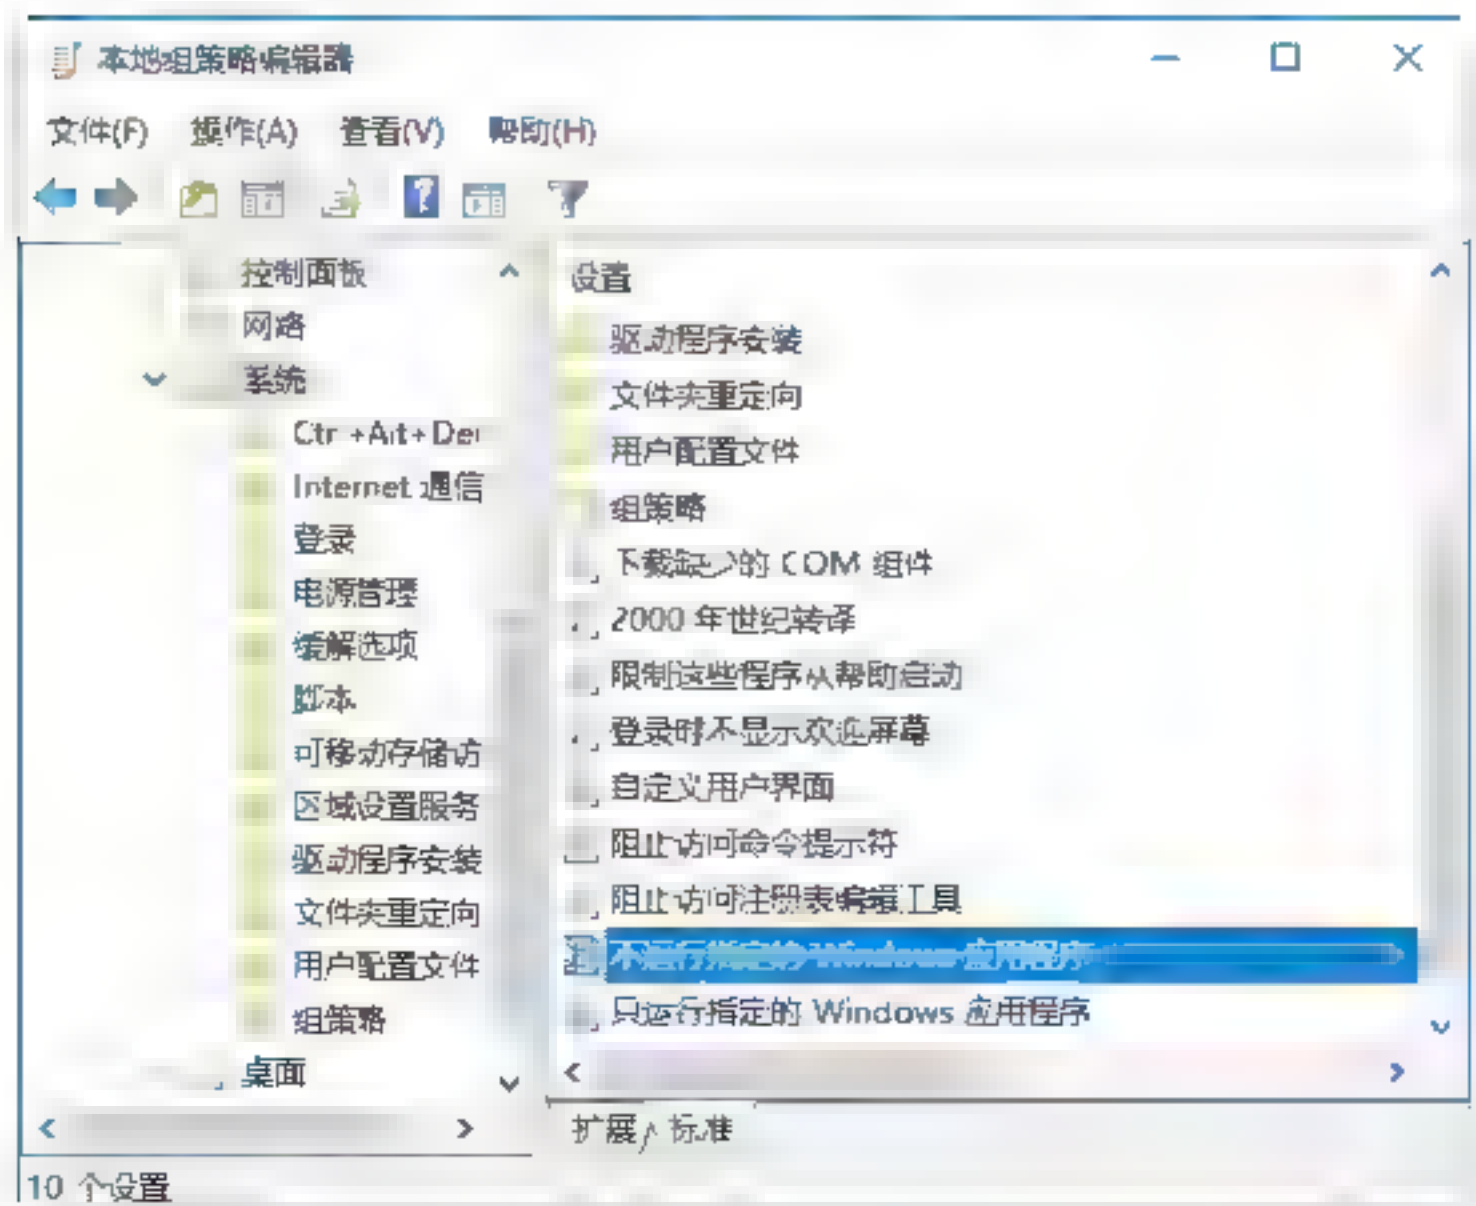 本地组策略编辑器
文件(F) 操作(A) 查看(V) 帮助(H)
控制面板
网络
系统
Ctrl+Alt+Del
Internet 通信
登录
电源管理
缓解选项
脚本
可移动存储访
区域设置服务
驱动程序安装
文件夹重定向
用户配置文件
组策略
桌面
设置
驱动程序安装
文件夹重定向
用户配置文件
组策略
下载缺少的 COM 组件
2000 年世纪转译
限制这些程序从帮助启动
登录时不显示欢迎屏幕
自定义用户界面
阻止访问命令提示符
阻止访问注册表编辑工具
不运行指定的 Windows 应用程序
只运行指定的 Windows 应用程序
扩展 标准
10 个设置